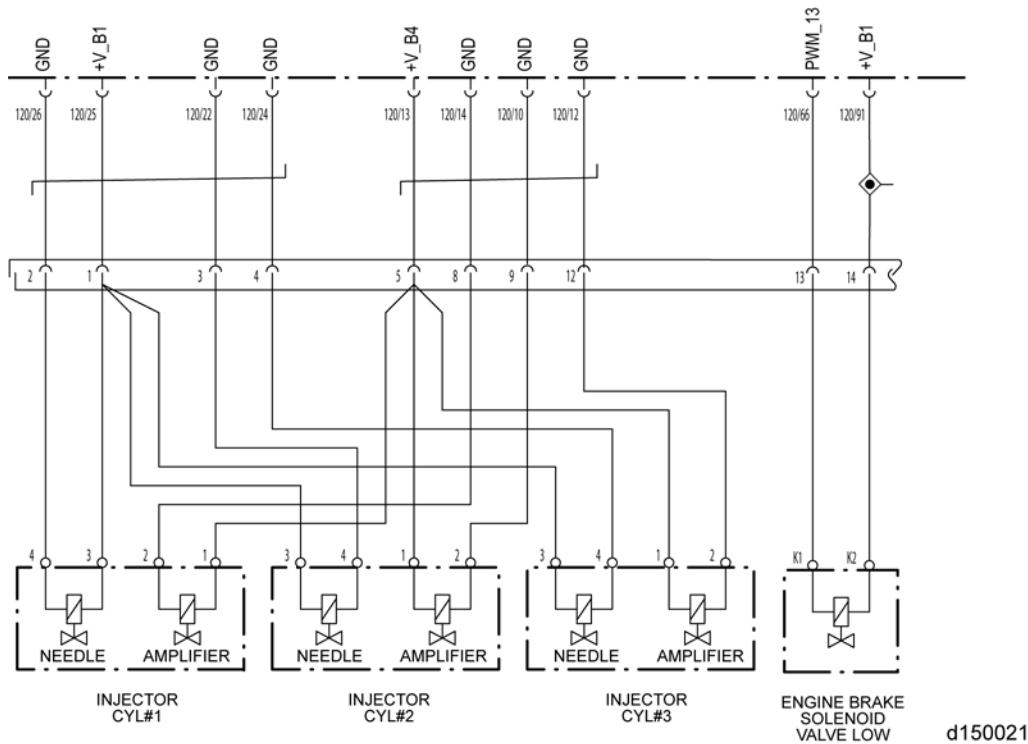 GND +V_B1 GND GND +V_B4 GND GND GND PWM_13 +V_B1
120/26 120/25 120/22 120/24 120/13 120/14 120/10 120/12 120/66 120/91
2 1 3 4 5 8 9 12 13 14
4 3 2 1 3 4 1 2 3 4 1 2 K1 K2
NEEDLE AMPLIFIER NEEDLE AMPLIFIER NEEDLE AMPLIFIER
INJECTOR
CYL#1
INJECTOR
CYL#2
INJECTOR
CYL#3
ENGINE BRAKE
SOLENOID
VALVE LOW
d150021